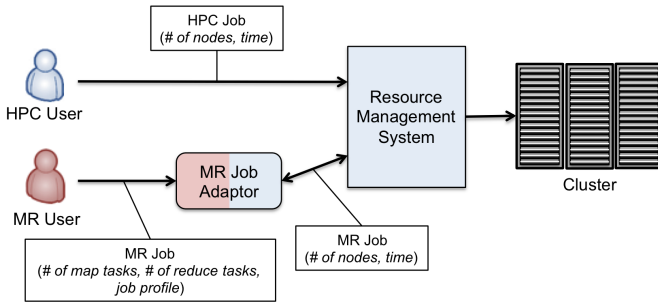 HPC Job
(# of nodes, time)
HPC User
Resource
Management
System
Cluster
MR User
MR Job
Adaptor
MR Job
(# of map tasks, # of reduce tasks,
job profile)
MR Job
(# of nodes, time)